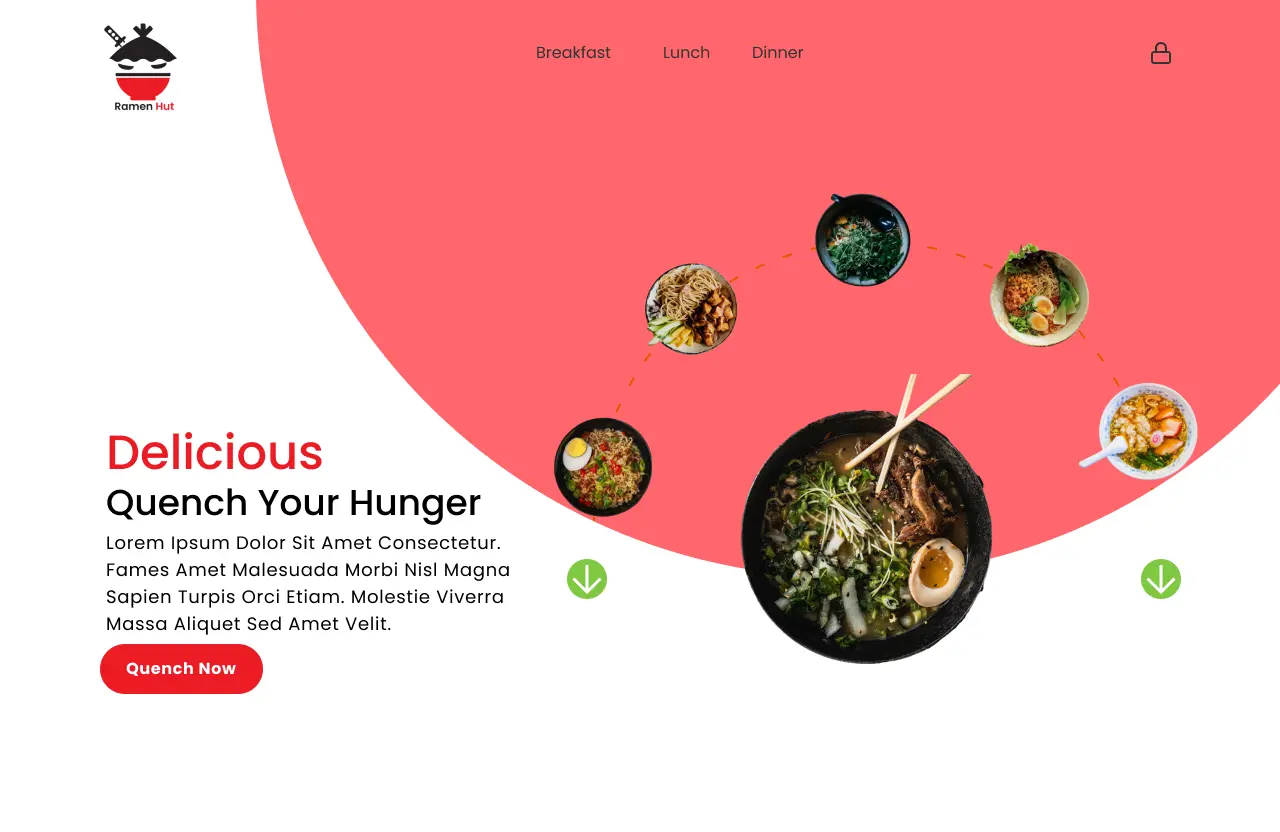 Breakfast Lunch Dinner
Ramen Hut
Delicious
Quench Your Hunger
Lorem Ipsum Dolor Sit Amet Consectetur.
Fames Amet Malesuada Morbi Nisl Magna
Sapien Turpis Orci Etiam. Molestie Viverra
Massa Aliquet Sed Amet Velit.
Quench Now